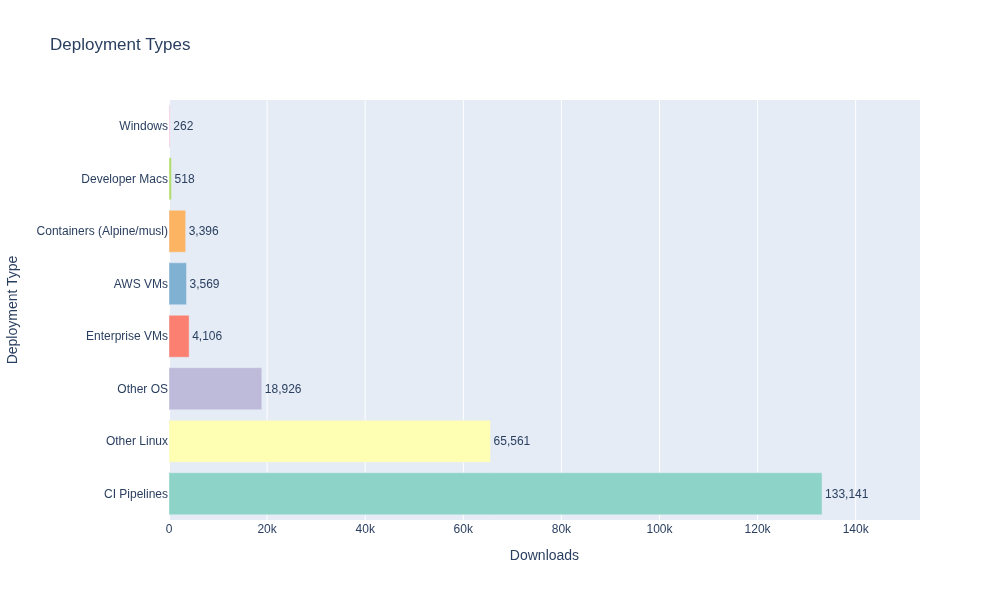 Deployment Types
Deployment Type
Windows 262
Developer Macs 518
Containers (Alpine/musl) 3,396
AWS VMs 3,569
Enterprise VMs 4,106
Other OS 18,926
Other Linux 65,561
CI Pipelines 133,141
0 20k 40k 60k 80k 100k 120k 140k
Downloads